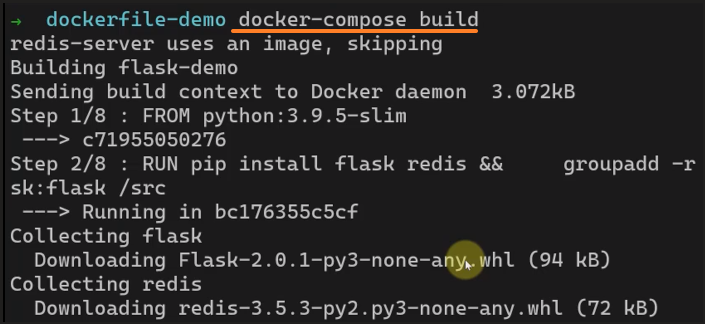 → dockerfile-demo docker-compose build
redis-server uses an image, skipping
Building flask-demo
Sending build context to Docker daemon  3.072kB
Step 1/8 : FROM python:3.9.5-slim
 ---> c71955050276
Step 2/8 : RUN pip install flask redis &&     groupadd -r
sk:flask /src
 ---> Running in bc176355c5cf
Collecting flask
  Downloading Flask-2.0.1-py3-none-any.whl (94 kB)
Collecting redis
  Downloading redis-3.5.3-py2.py3-none-any.whl (72 kB)